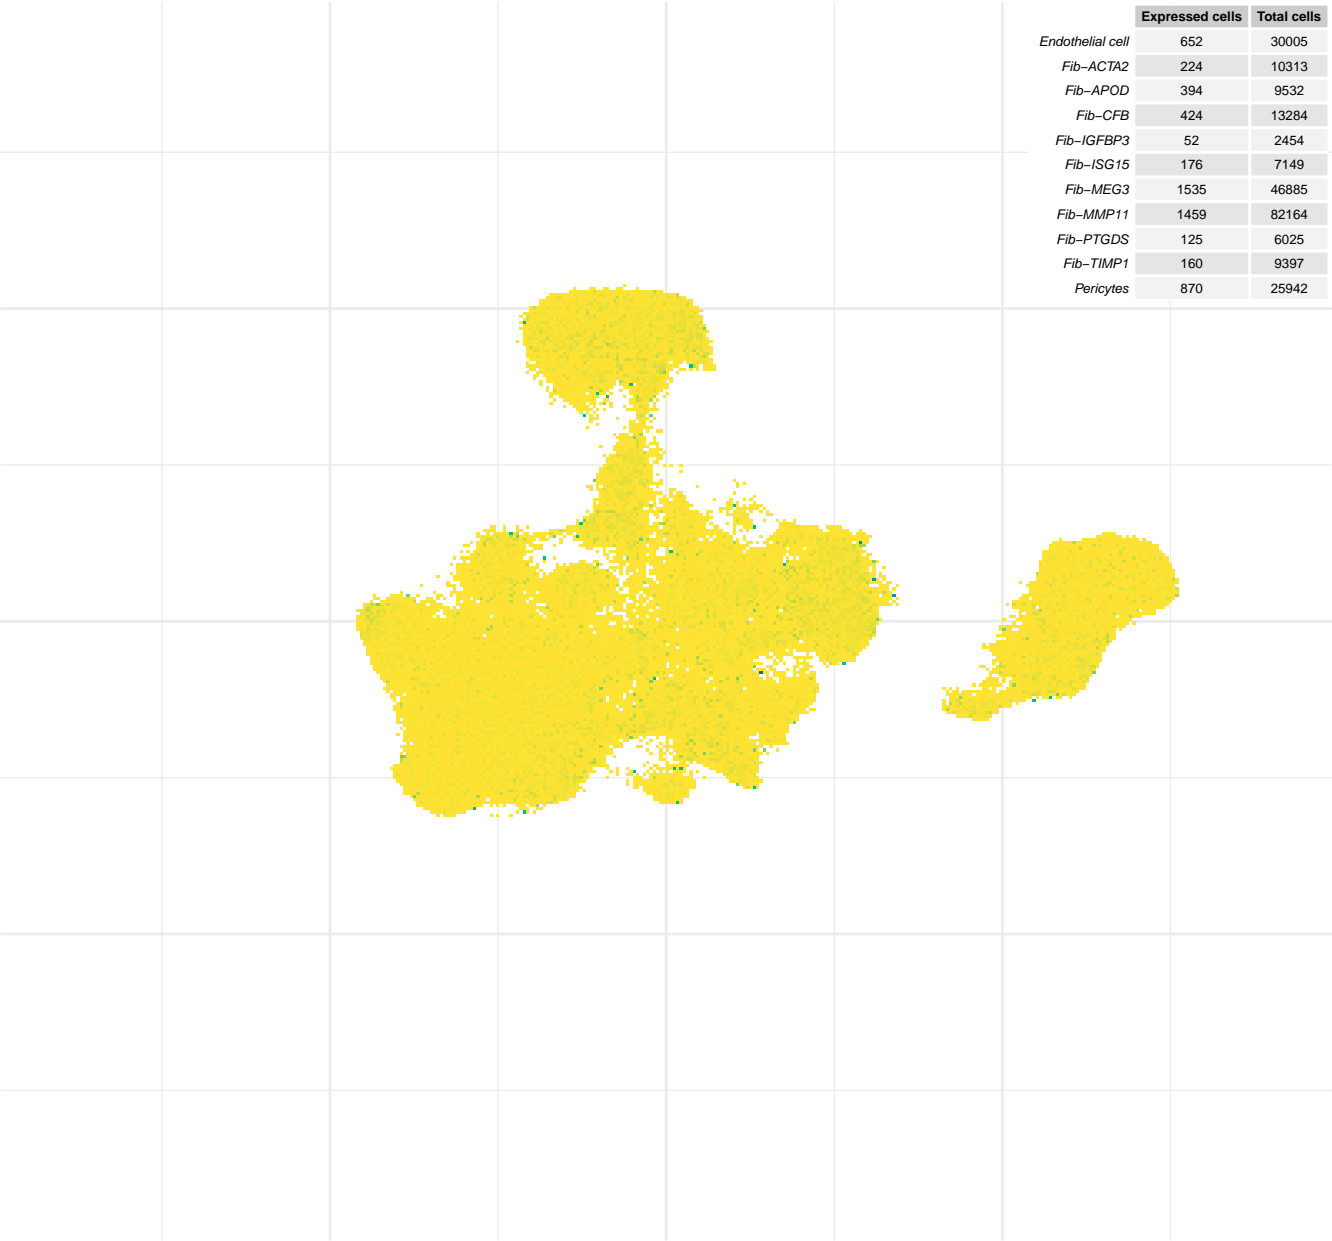 Expressed cells Total cells
Endothelial cell 652 30005
Fib−ACTA2 224 10313
Fib−APOD 394 9532
Fib−CFB 424 13284
Fib−IGFBP3 52 2454
Fib−ISG15 176 7149
Fib−MEG3 1535 46885
Fib−MMP11 1459 82164
Fib−PTGDS 125 6025
Fib−TIMP1 160 9397
Pericytes 870 25942